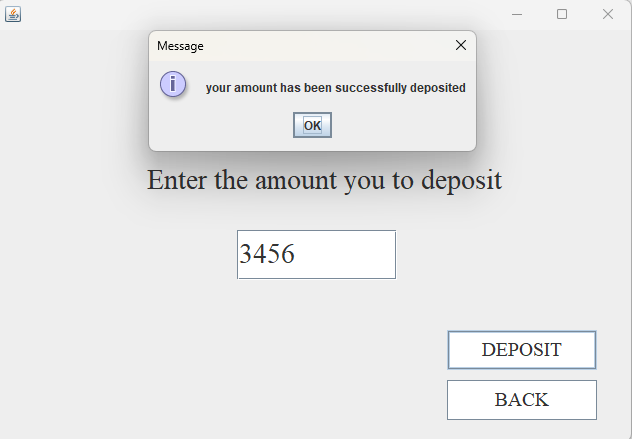 Message
your amount has been successfully deposited
OK
Enter the amount you to deposit
3456
DEPOSIT
BACK